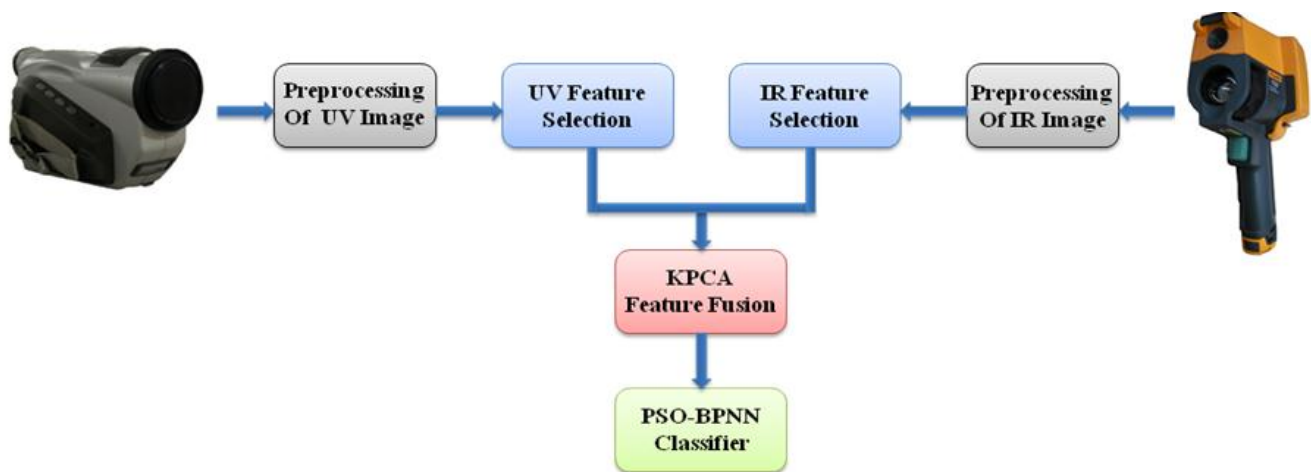 Preprocessing
Of UV Image
UV Feature
Selection
IR Feature
Selection
Preprocessing
Of IR Image
KPCA
Feature Fusion
PSO-BPNN
Classifier